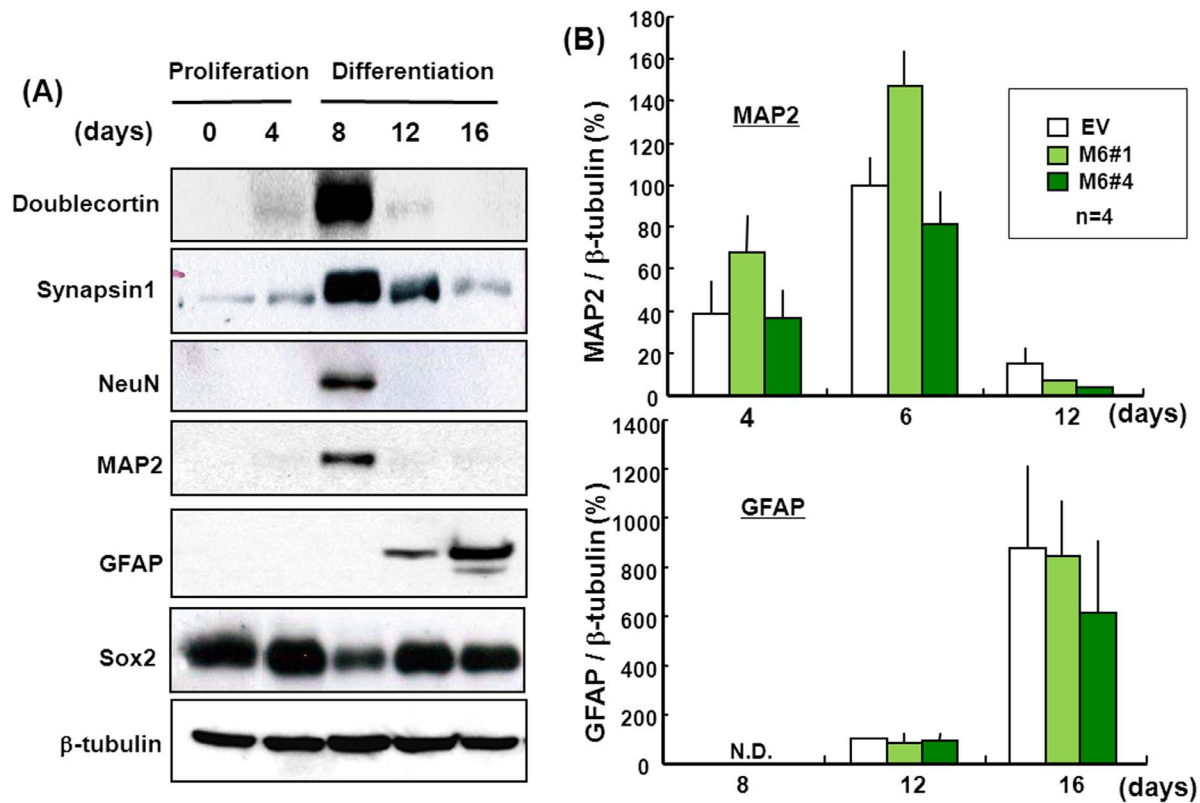 (A)
Proliferation Differentiation
(days) 0 4 8 12 16
Doublecortin
Synapsin1
NeuN
MAP2
GFAP
Sox2
β-tubulin
(B)
MAP2 / β-tubulin (%)
180
160
140
120
100
80
60
40
20
0
MAP2
EV
M6#1
M6#4
n=4
4 6 12 (days)
GFAP / β-tubulin (%)
1400
1200
1000
800
600
400
200
0
GFAP
N.D.
8 12 16 (days)